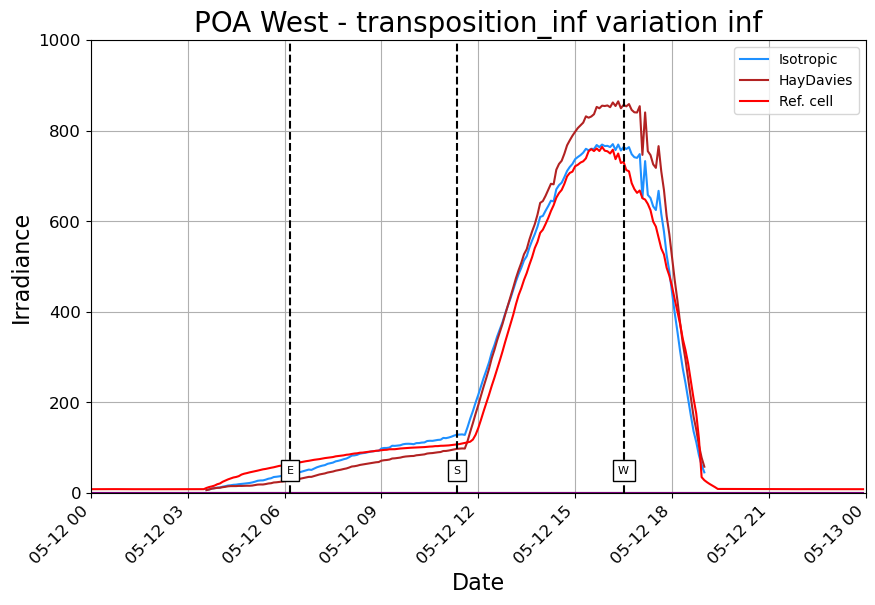 POA West - transposition_inf variation inf
1000
800
600
400
200
0
Irradiance
Isotropic
HayDavies
Ref. cell
E
S
W
05-12 00
05-12 03
05-12 06
05-12 09
05-12 12
05-12 15
05-12 18
05-12 21
05-13 00
Date